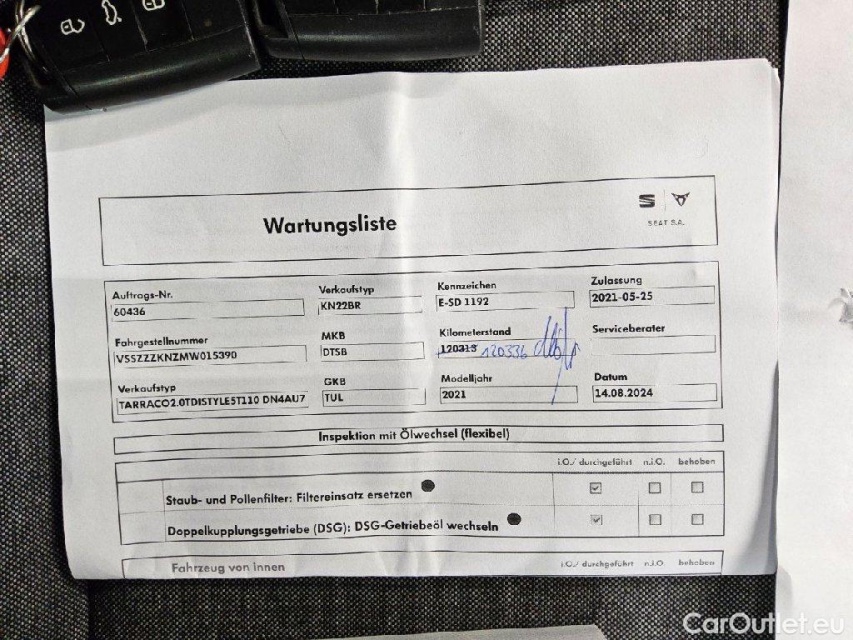 Wartungsliste
SEAT S.A.
Auftrags-Nr.
60436
Verkaufstyp
KN22BR
Kennzeichen
E-SD 1192
Zulassung
2021-05-25
Fahrgestellnummer
VSSZZZKNZMW015390
MKB
DTSB
Kilometerstand
120313 120336
Serviceberater
Verkaufstyp
TARRACO2.0TDISTYLE5T110 DN4AU7
GKB
TUL
Modelljahr
2021
Datum
14.08.2024
Inspektion mit Ölwechsel (flexibel)
i.O./ durchgeführt n.i.O. behoben
Staub- und Pollenfilter: Filtereinsatz ersetzen
Doppelkupplungsgetriebe (DSG): DSG-Getriebeöl wechseln
Fahrzeug von innen i.O./ durchgeführt n.i.O. behoben
CarOutlet.eu